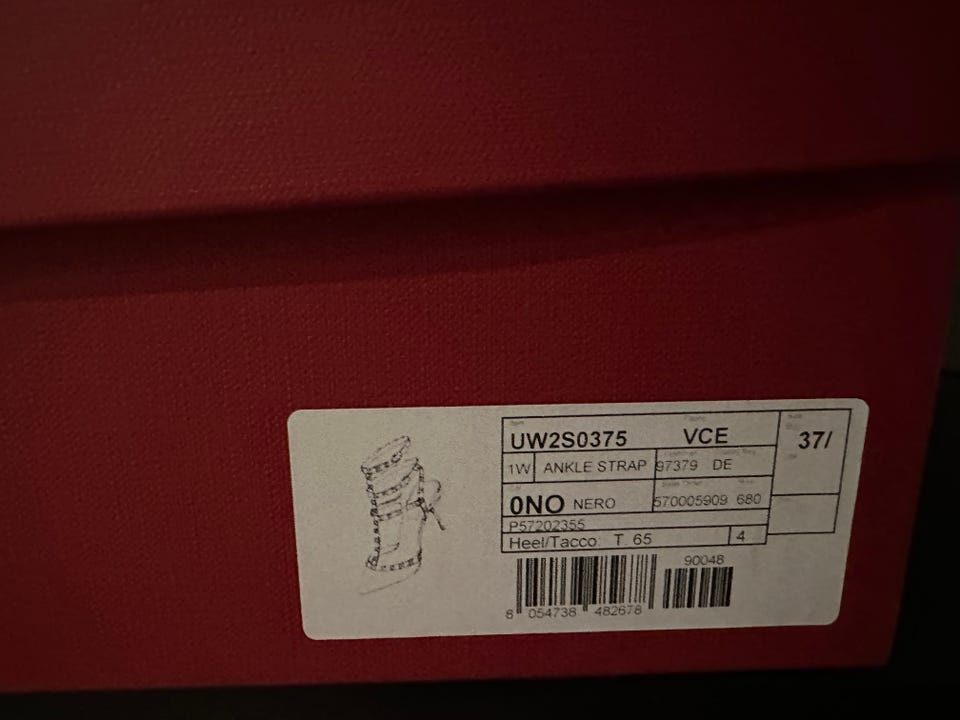 UW2S0375 VCE 37/
1W ANKLE STRAP 97379 DE
0NO NERO 570005909 680
P57202355
Heel/Tacco: T. 65 4
90048
8 054738 482678